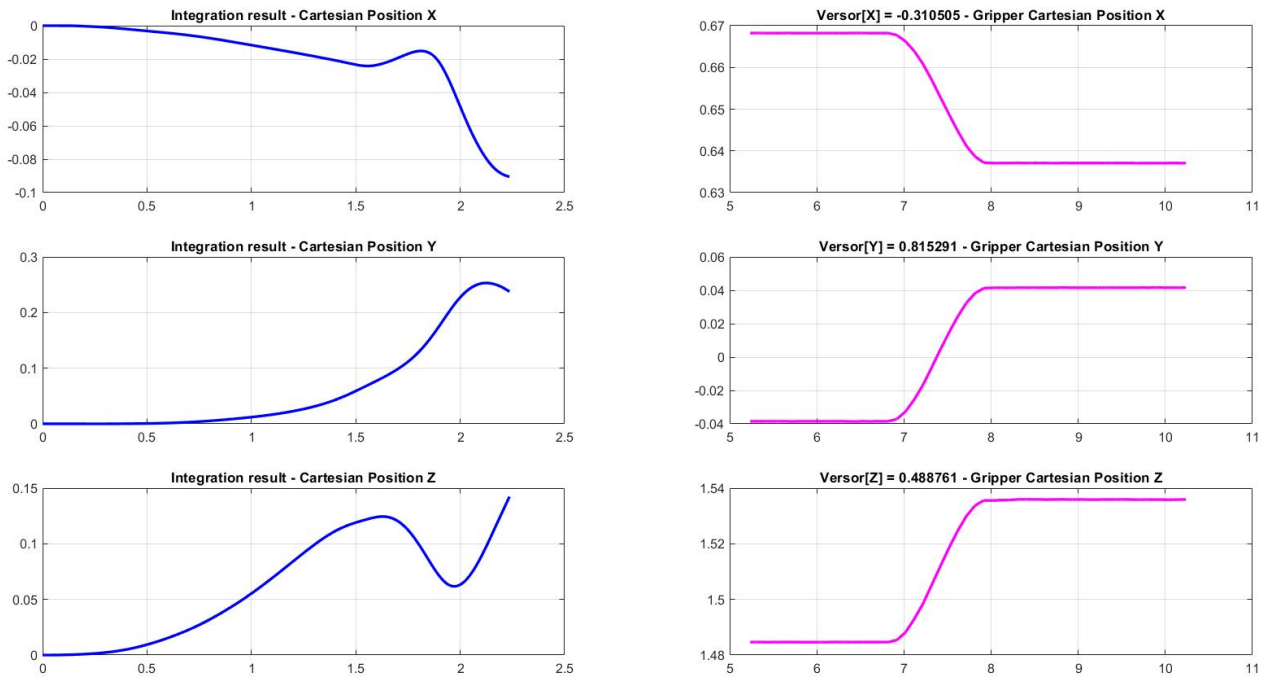 Integration result - Cartesian Position X
0
-0.02
-0.04
-0.06
-0.08
-0.1
0 0.5 1 1.5 2 2.5
Versor[X] = -0.310505 - Gripper Cartesian Position X
0.67
0.66
0.65
0.64
0.63
5 6 7 8 9 10 11
Integration result - Cartesian Position Y
0.3
0.2
0.1
0
0 0.5 1 1.5 2 2.5
Versor[Y] = 0.815291 - Gripper Cartesian Position Y
0.06
0.04
0.02
0
-0.02
-0.04
5 6 7 8 9 10 11
Integration result - Cartesian Position Z
0.15
0.1
0.05
0
0 0.5 1 1.5 2 2.5
Versor[Z] = 0.488761 - Gripper Cartesian Position Z
1.54
1.52
1.5
1.48
5 6 7 8 9 10 11